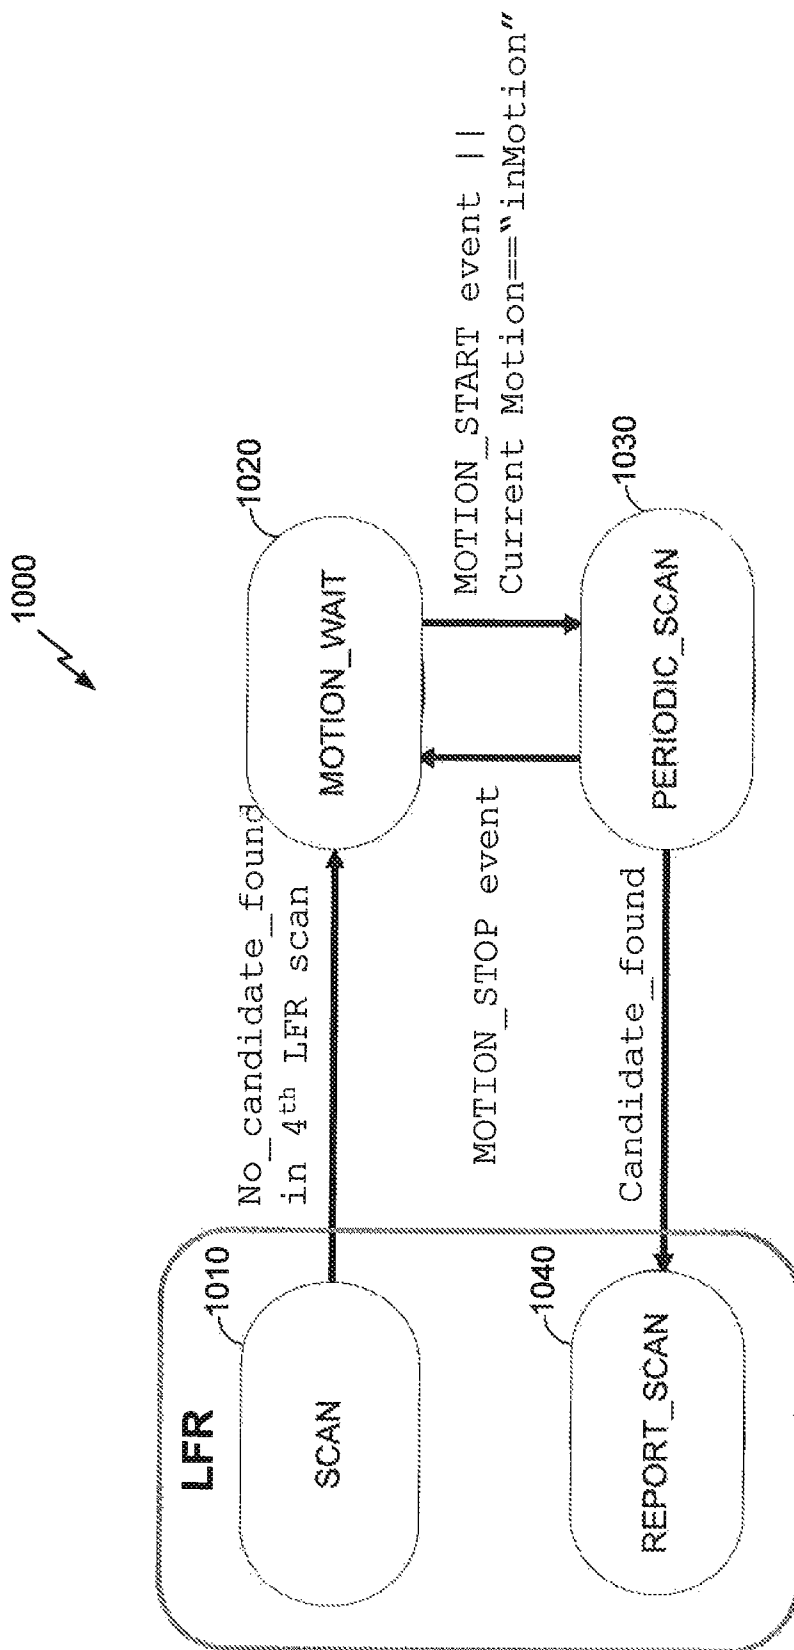 1000
LFR
1010
SCAN
No_candidate_found
in 4th LFR scan
1020
MOTION_WAIT
MOTION_STOP event
MOTION_START event ||
Current Motion==“inMotion”
1040
REPORT_SCAN
Candidate_found
1030
PERIODIC_SCAN